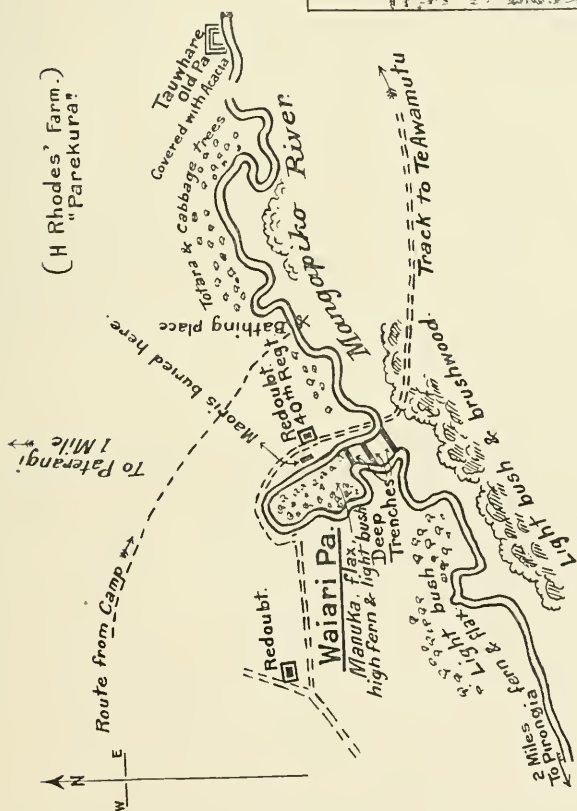 (H Rhodes' Farm.)
"Parekura"
Tauwhare
Old Pa
Covered with Acacia
Totara & Cabbage trees
Mangapiko River
Bathing place
Maoris buried here.
Redoubt.
40th Regt
To Paterangi
1 Mile
Route from Camp
N
W
E
Redoubt.
Waiari Pa.
Manuka, flax,
high fern & light bush
Deep
Trenches
Track to Te Awamutu
Light bush & brushwood.
Light bush
fern & flat
2 Miles
To Pirongia